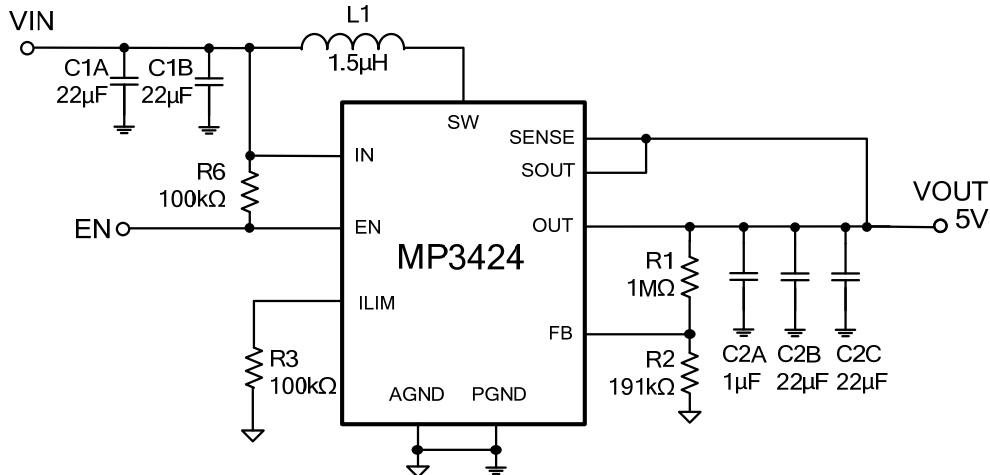 VIN
L1
1.5µH
C1A
22µF
C1B
22µF
SW
SENSE
SOUT
IN
R6
100kΩ
VOUT
5V
EN
EN
OUT
MP3424
R1
1MΩ
ILIM
FB
R3
100kΩ
R2
191kΩ
C2A
1µF
C2B
22µF
C2C
22µF
AGND
PGND